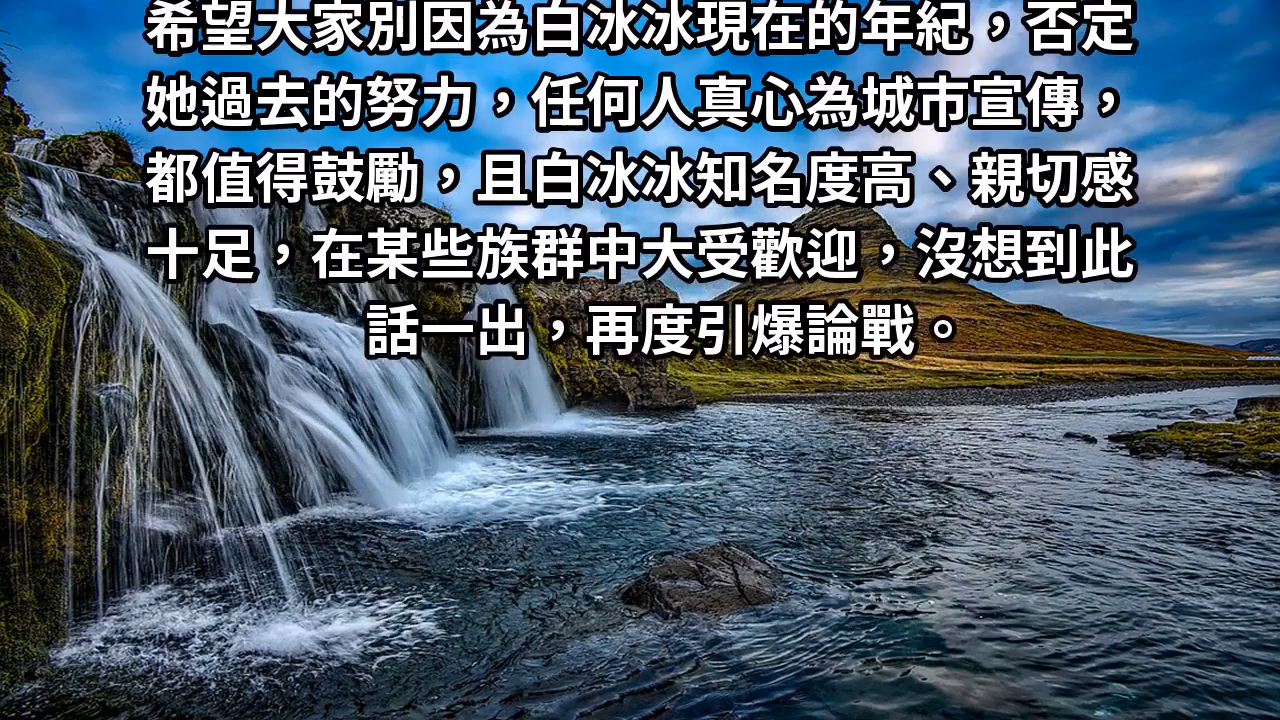 希望大家別因為白冰冰現在的年紀，否定
她過去的努力，任何人真心為城市宣傳，
都值得鼓勵，且白冰冰知名度高、親切感
十足，在某些族群中大受歡迎，沒想到此
話一出，再度引爆論戰。